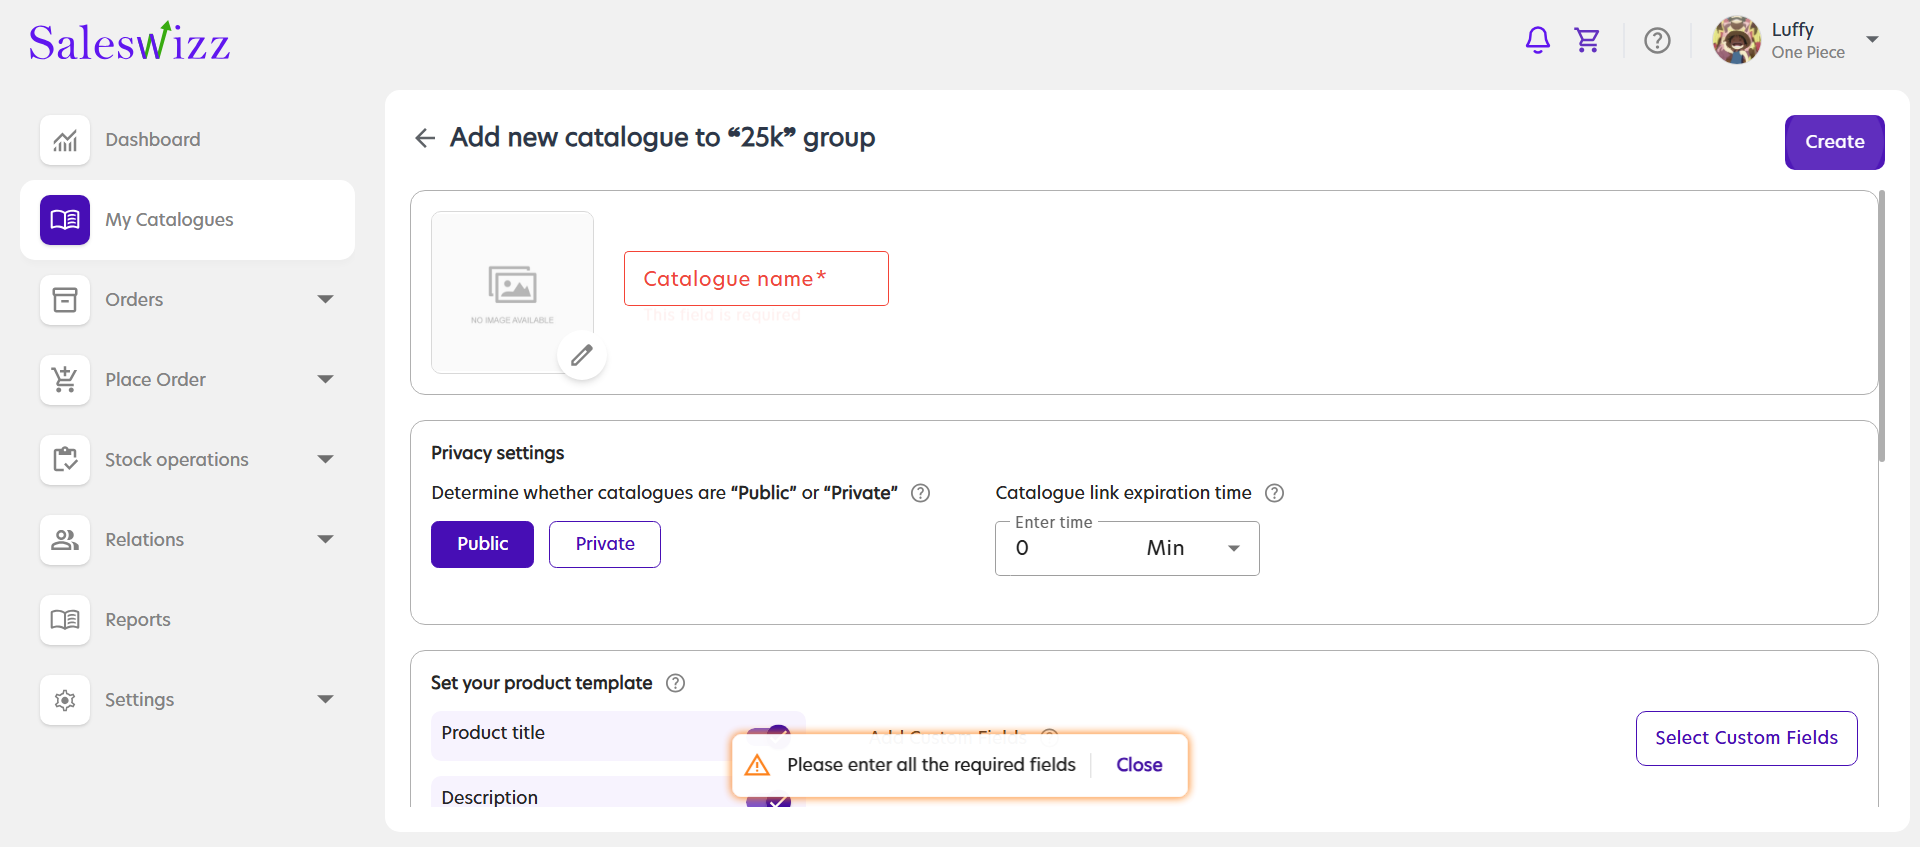 Saleswizz
Luffy
One Piece
Dashboard
My Catalogues
Orders
Place Order
Stock operations
Relations
Reports
Settings
Add new catalogue to “25k” group
Create
NO IMAGE AVAILABLE
Catalogue name*
This field is required
Privacy settings
Determine whether catalogues are “Public” or “Private”
Public
Private
Catalogue link expiration time
Enter time
0 Min
Set your product template
Product title
Description
Add Custom Fields
Select Custom Fields
Please enter all the required fields
Close